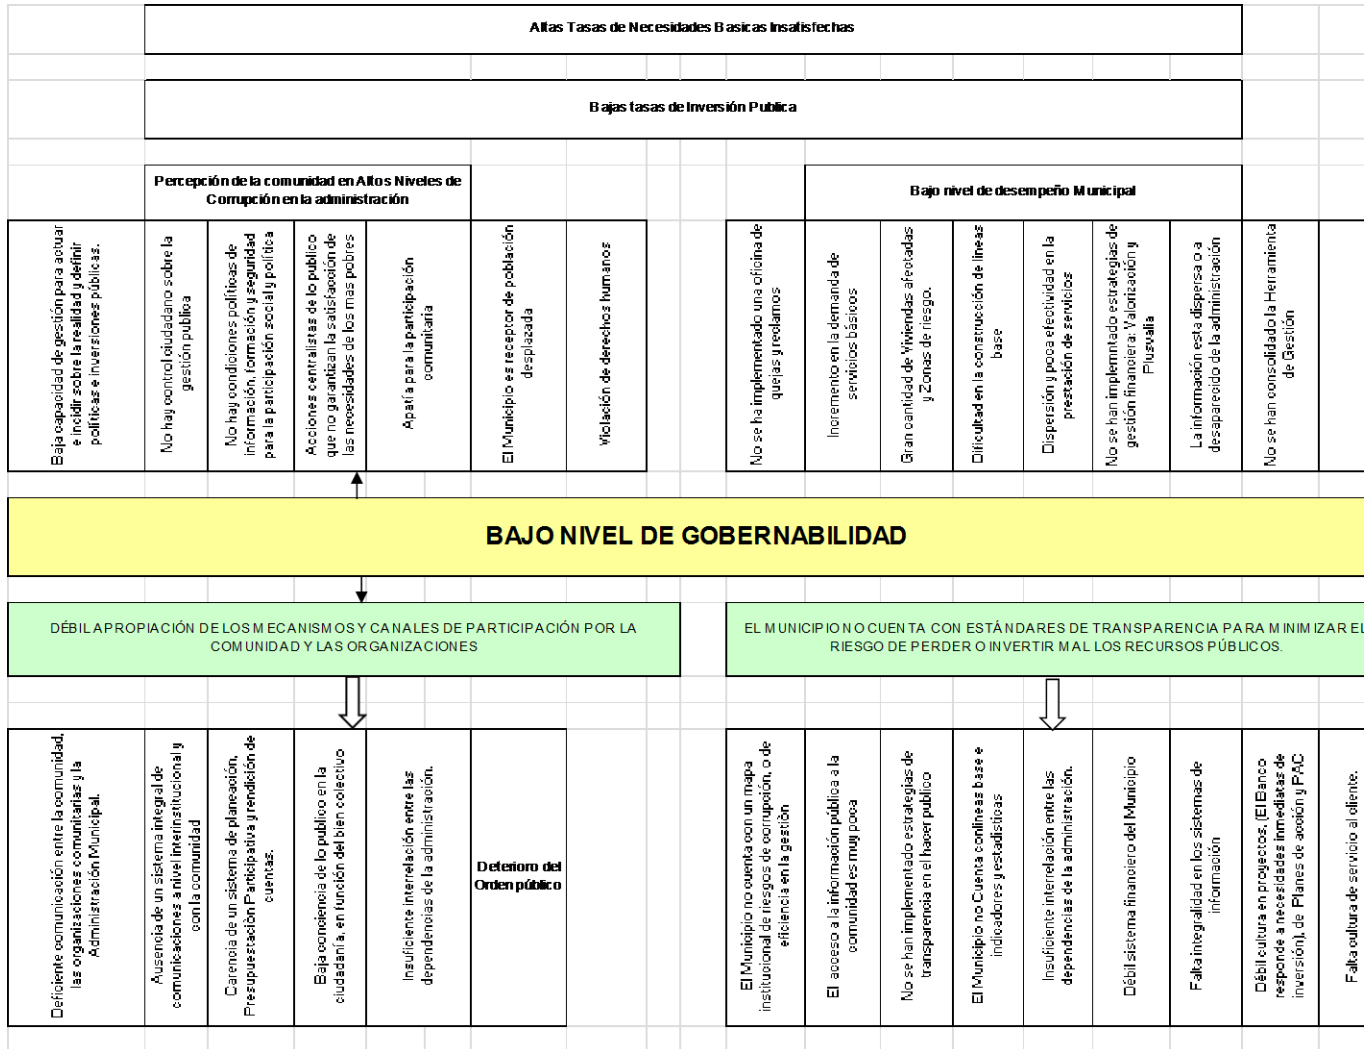 Altas Tasas de Necesidades Basicas Insatisfechas
Bajas tasas de Inversión Publica
Percepción de la comunidad en Altos Niveles de
Corrupción en la administración
Bajo nivel de desempeño Municipal
Baja capacidad de gestión para actuar
e incidir sobre la realidad y definir
políticas e inversiones públicas.
No hay control ciudadano sobre la
gestión publica
No hay condiciones políticas de
información, formación y seguridad
para la participación social y política
Acciones centralistas de lo publico
que no garantizan la satisfacción de
las necesidades de los mas pobres
Apatía para la participación
comunitaria
El Municipio es receptor de población
desplazada
Violación de derechos humanos
No se ha implementado una oficina de
quejas y reclamos
Incremento en la demanda de
servicios básicos
Gran cantidad de Viviendas afectadas
y Zonas de riesgo.
Dificultad en la construcción de lineas
base
Dispersión y poca efectividad en la
prestación de servicios
No se han implemntado estrategias de
gestión financiera: Valorización y
Plusvalia
La información esta dispersa o a
desaparecido de la administración
No se han consolidado la Herramienta
de Gestión
BAJO NIVEL DE GOBERNABILIDAD
DÉBIL APROPIACIÓN DE LOS MECANISMOS Y CANALES DE PARTICIPACIÓN POR LA
COMUNIDAD Y LAS ORGANIZACIONES
EL MUNICIPIO NO CUENTA CON ESTÁNDARES DE TRANSPARENCIA PARA MINIMIZAR EL
RIESGO DE PERDER O INVERTIR MAL LOS RECURSOS PÚBLICOS.
Deficiente comunicación entre la comunidad,
las organizaciones comunitarias y la
Administración Municipal.
Ausencia de un sistema integral de
comunicaciones a nivel interinstitucional y
con la comunidad
Carencia de un sistema de planeación,
Presupuestación Participativa y rendición de
cuentas.
Baja conciencia de lo publico en la
ciudadanía, en función del bien colectivo
Insuficiente interrelación entre las
dependencias de la administración.
Deterioro del
Orden público
El Municipio no cuenta con un mapa
institucional de riesgos de corrupción, o de
eficiencia en la gestión
El acceso a la información pública a la
comunidad es muy poca
No se han implementado estrategias de
transparencia en el hacer publico
El Municipio no Cuenta con lineas base e
indicadores y estadísticas
Insuficiente interrelación entre las
dependencias de la administración.
Débil sistema financiero del Municipio
Falta integralidad en los sistemas de
información
Débil cultura en proyectos. (El Banco
responde a necesidades inmediatas de
inversión), de Planes de acción y PAC
Falta cultura de servicio al cliente.